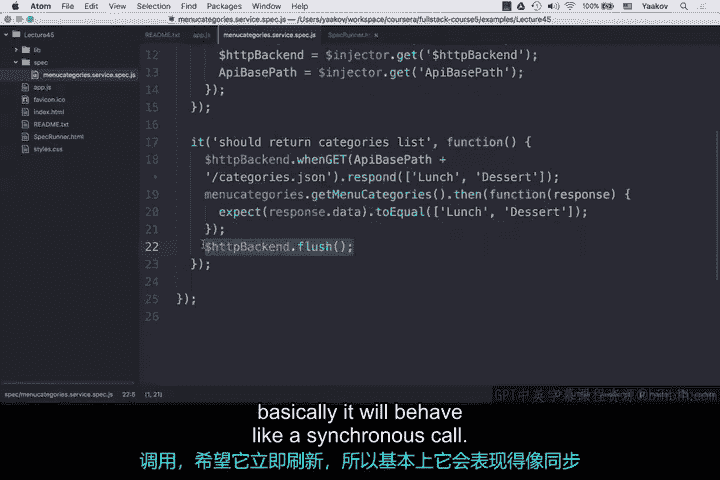 Atom File Edit View Selection Find Packages Window Help 100% Yaakov
menucategories.service.spec.js — /Users/yaakov/workspace/coursera/fullstack-course5/examples/Lecture45
Lecture45
lib
spec
menucategories.service.spec.js
app.js
favicon.ico
index.html
README.txt
SpecRunner.html
styles.css
README.txt app.js menucategories.service.spec.js
12 $httpBackend = $injector.get('$httpBackend');
13 ApiBasePath = $injector.get('ApiBasePath');
14 });
15 });
16
17 it('should return categories list', function() {
18 $httpBackend.whenGET(ApiBasePath +
'/categories.json').respond(['Lunch', 'Dessert']);
19 menucategories.getMenuCategories().then(function(response) {
20 expect(response.data).toEqual(['Lunch', 'Dessert']);
21 });
22 $httpBackend.flush();
23 });
24
25 });
26
spec/menucategories.service.spec.js 22:6 (1, 21)
basically it will behave
like a synchronous call.
调用，希望它立即刷新，所以基本上它会表现得像同步